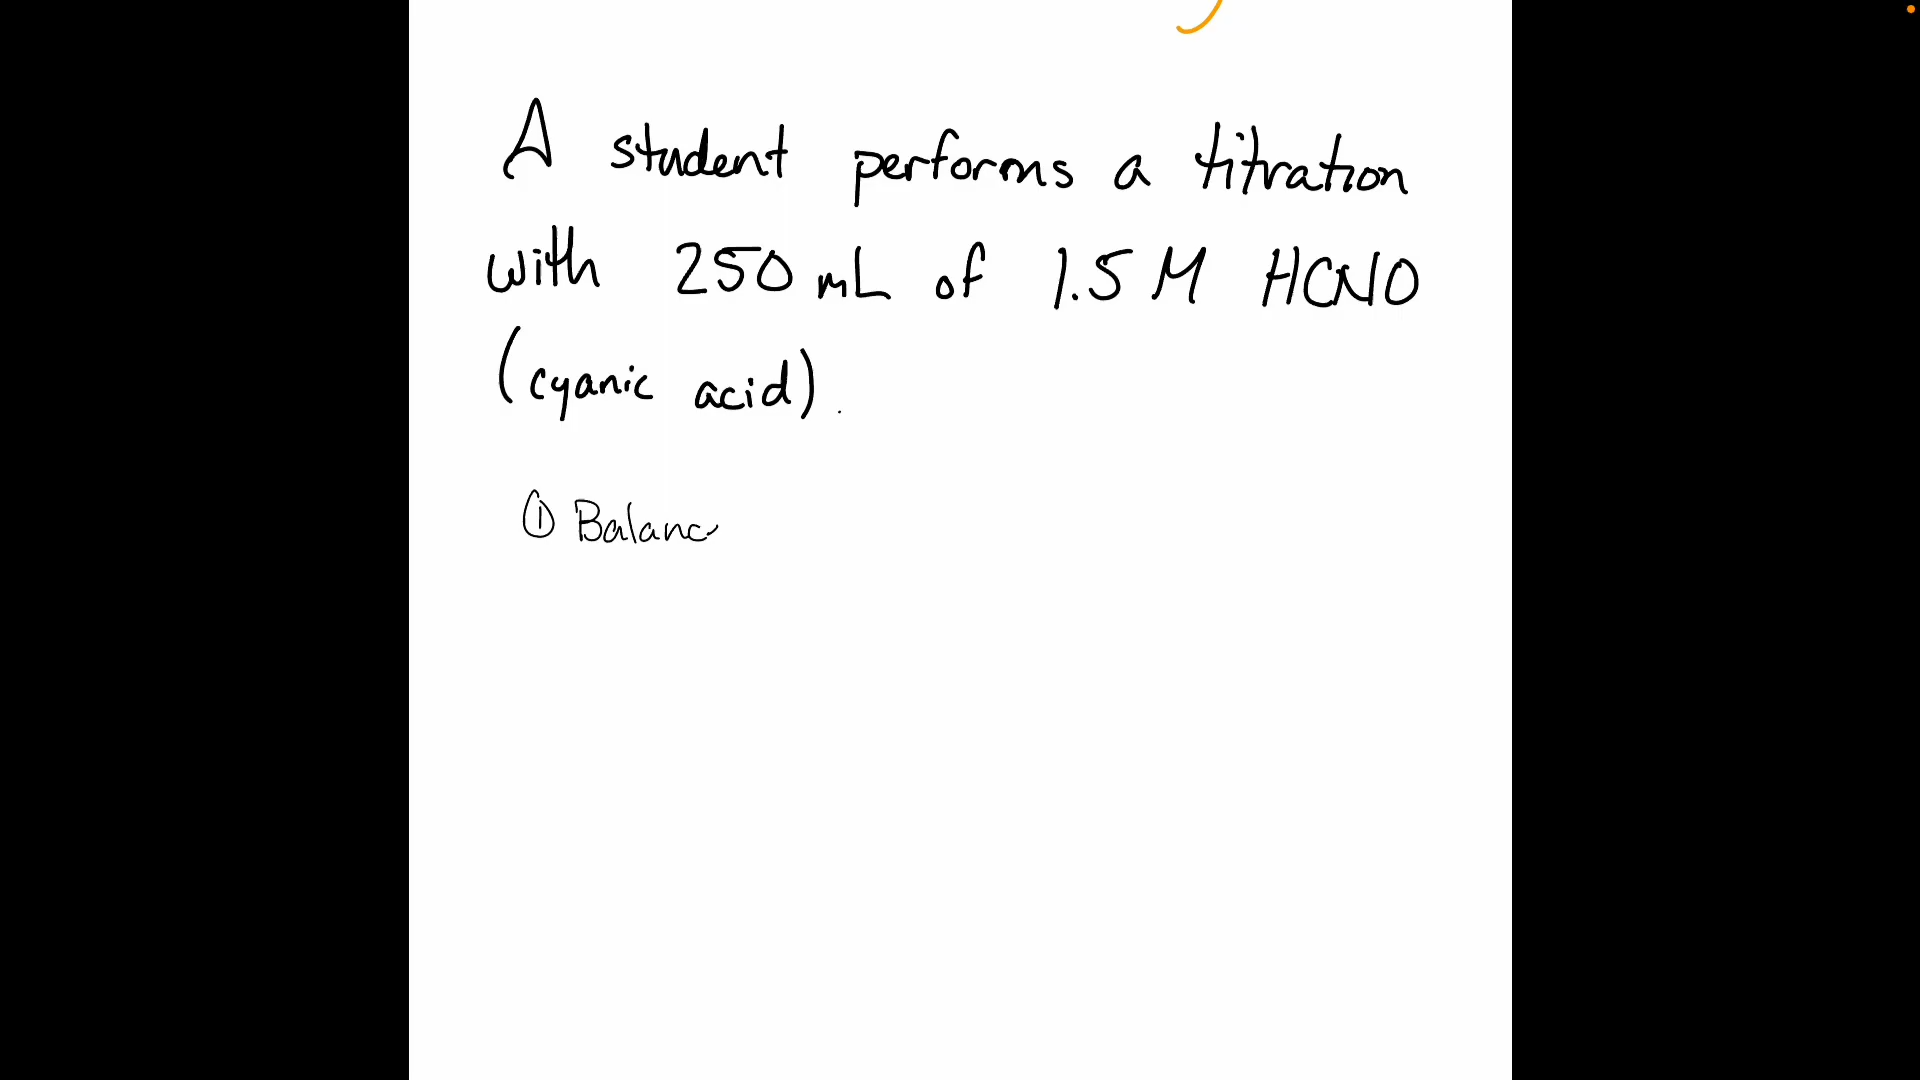 A student performs a titration
with 250 mL of 1.5 M HCNO
(cyanic acid).
① Balanc